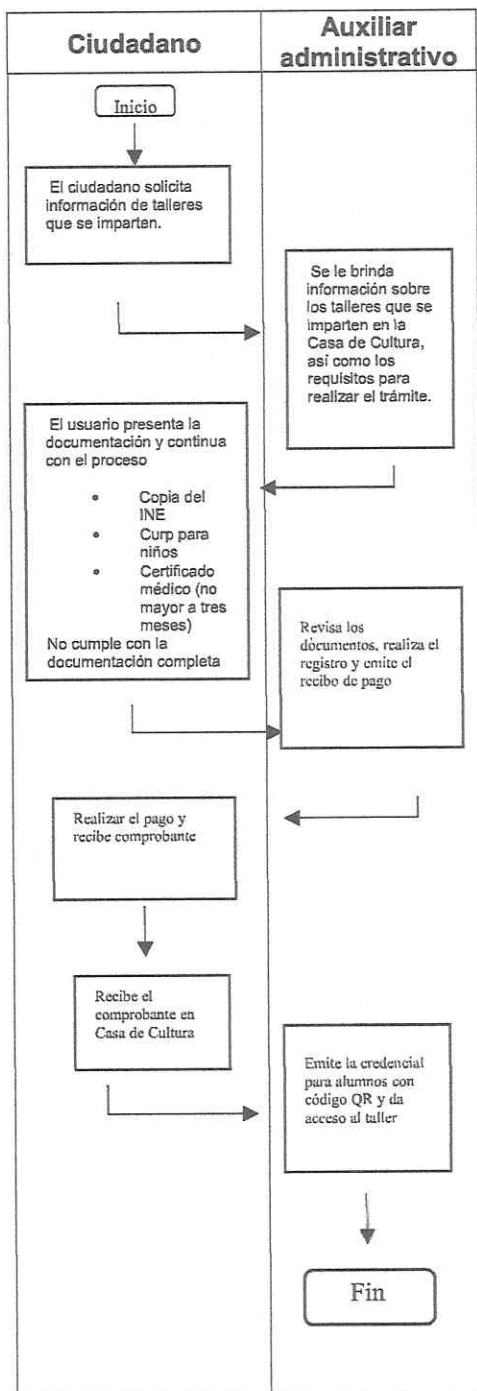 Ciudadano
Auxiliar
administrativo
Inicio
El ciudadano solicita
información de talleres
que se imparten.
Se le brinda
información sobre
los talleres que se
imparten en la
Casa de Cultura,
así como los
requisitos para
realizar el trámite.
El usuario presenta la
documentación y continua
con el proceso
• Copia del
INE
• Curp para
niños
• Certificado
médico (no
mayor a tres
meses)
No cumple con la
documentación completa
Revisa los
documentos, realiza el
registro y emite el
recibo de pago
Realizar el pago y
recibe comprobante
Recibe el
comprobante en
Casa de Cultura
Emite la credencial
para alumnos con
código QR y da
acceso al taller
Fin